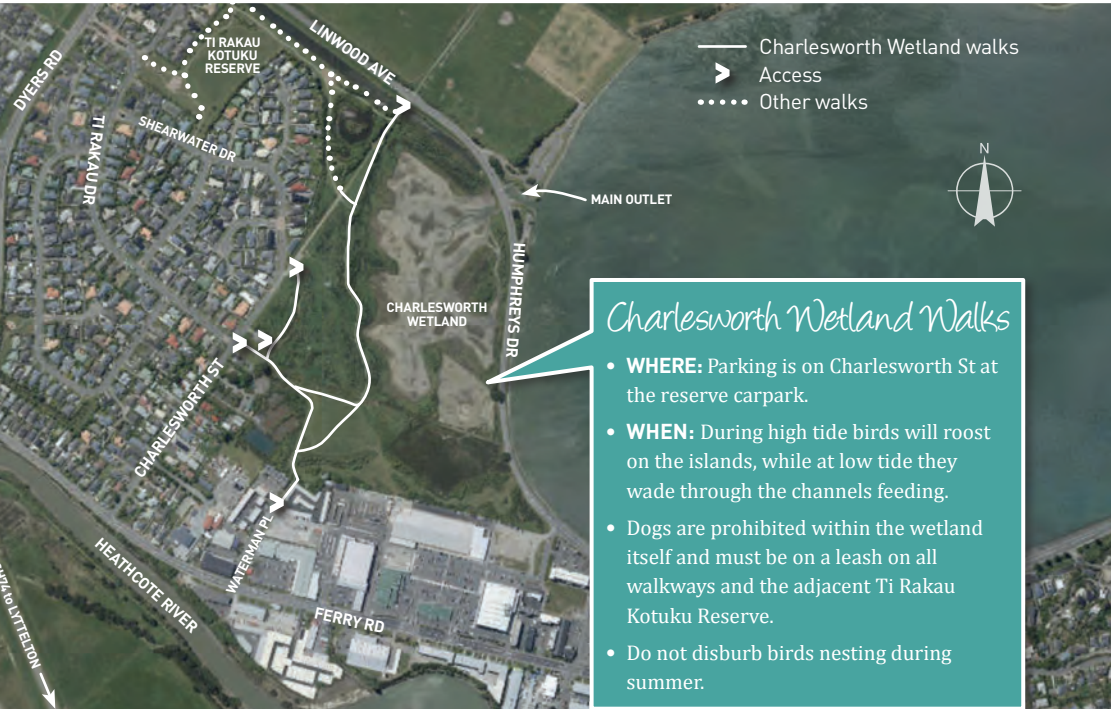 DYERS RD
TI RAKAU
KOTUKU
RESERVE
LINWOOD AVE
Charlesworth Wetland walks
Access
Other walks
TI RAKAU DR
SHEARWATER DR
N
MAIN OUTLET
HUMPHREYS DR
CHARLESWORTH
WETLAND
CHARLESWORTH ST
WATERMAN PL
HEATHCOTE RIVER
FERRY RD
SH74 to LYTTELTON
Charlesworth Wetland Walks
• WHERE: Parking is on Charlesworth St at
the reserve carpark.
• WHEN: During high tide birds will roost
on the islands, while at low tide they
wade through the channels feeding.
• Dogs are prohibited within the wetland
itself and must be on a leash on all
walkways and the adjacent Ti Rakau
Kotuku Reserve.
• Do not disburb birds nesting during
summer.